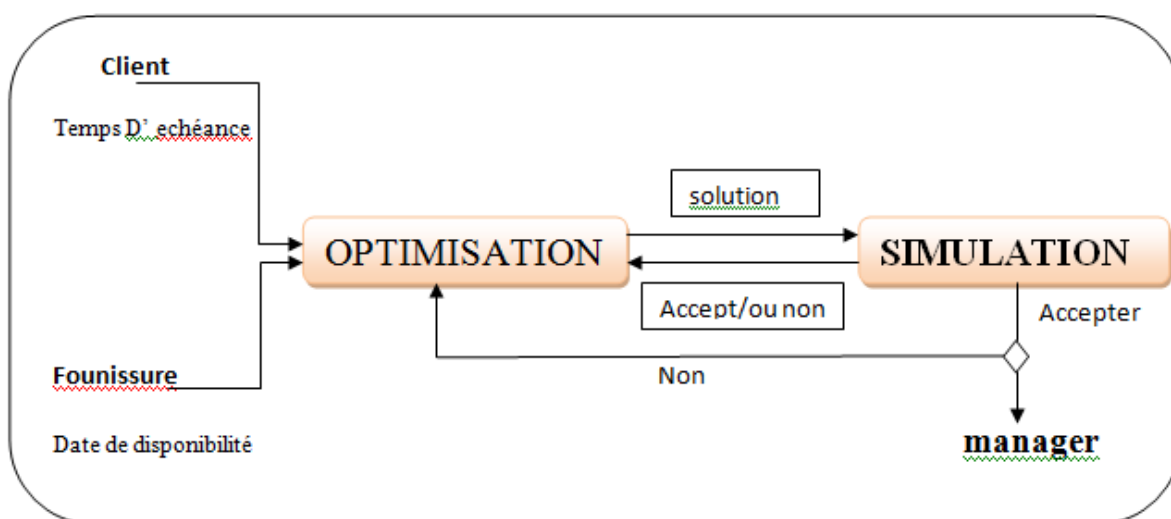 Client
Temps D' echéance
solution
OPTIMISATION
SIMULATION
Accept/ou non
Accepter
Non
Founissure
Date de disponibilité
manager